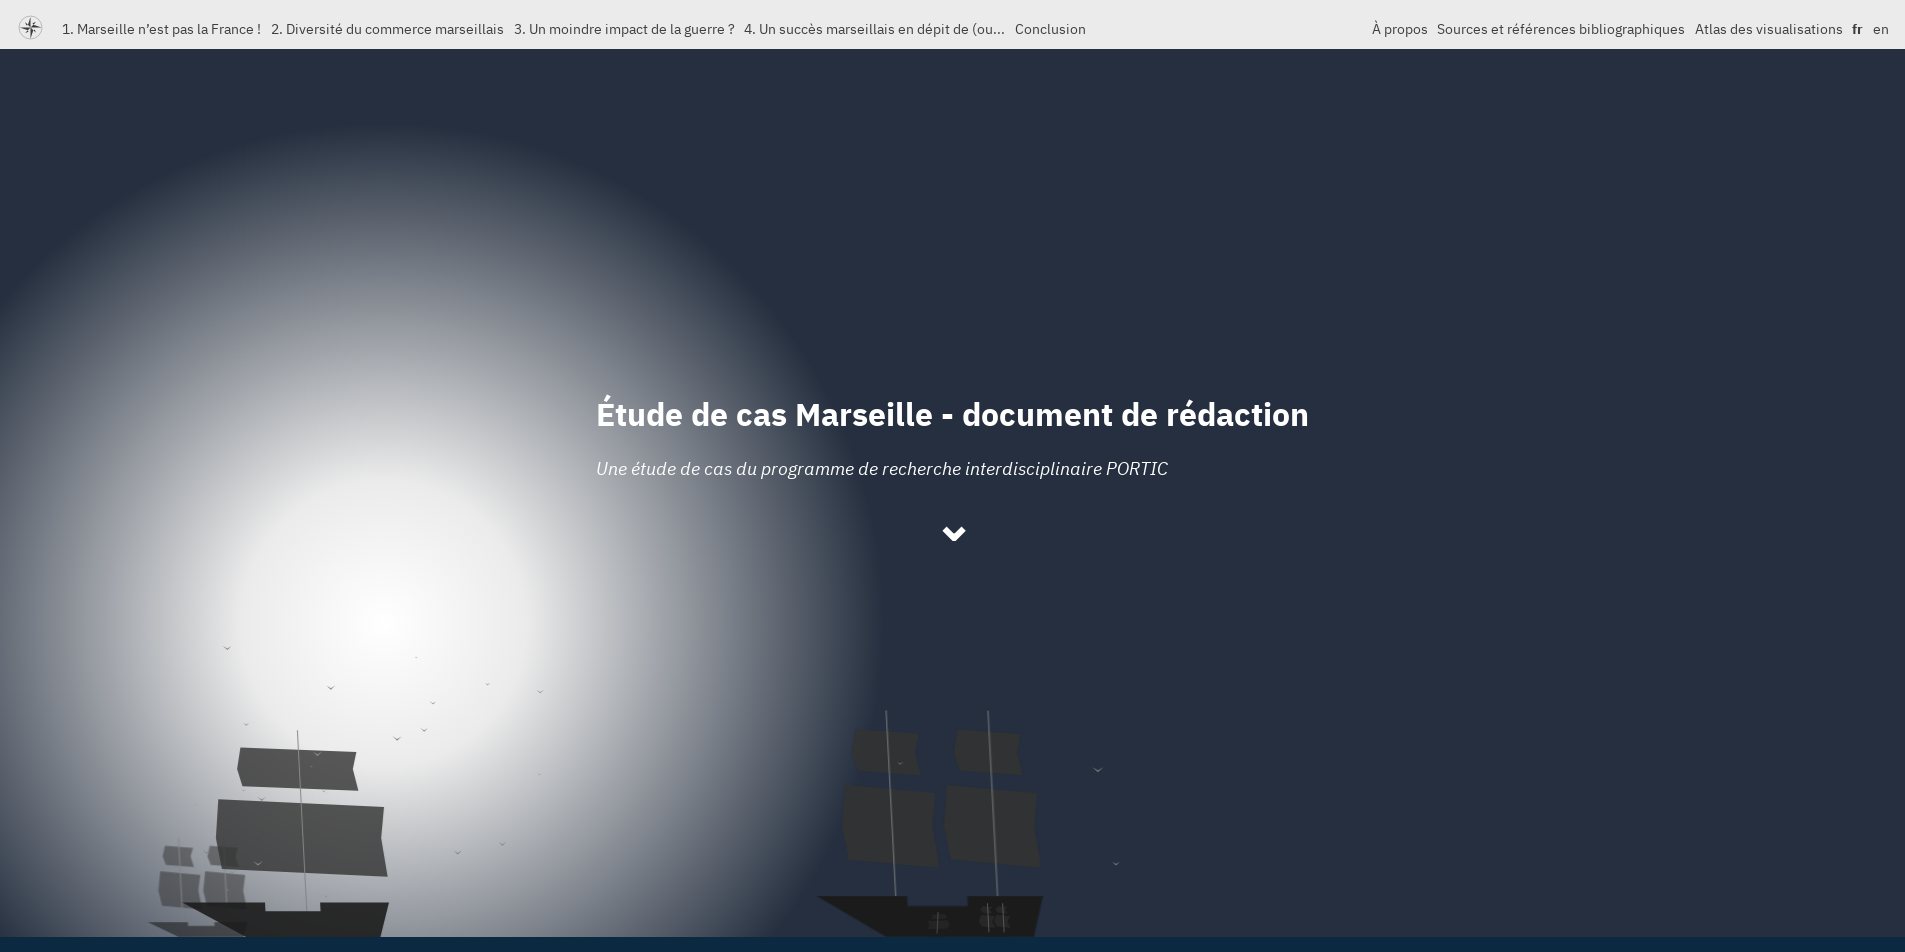 1. Marseille n’est pas la France ! 2. Diversité du commerce marseillais 3. Un moindre impact de la guerre ? 4. Un succès marseillais en dépit de (ou... Conclusion À propos Sources et références bibliographiques Atlas des visualisations fr en
Étude de cas Marseille - document de rédaction
Une étude de cas du programme de recherche interdisciplinaire PORTIC